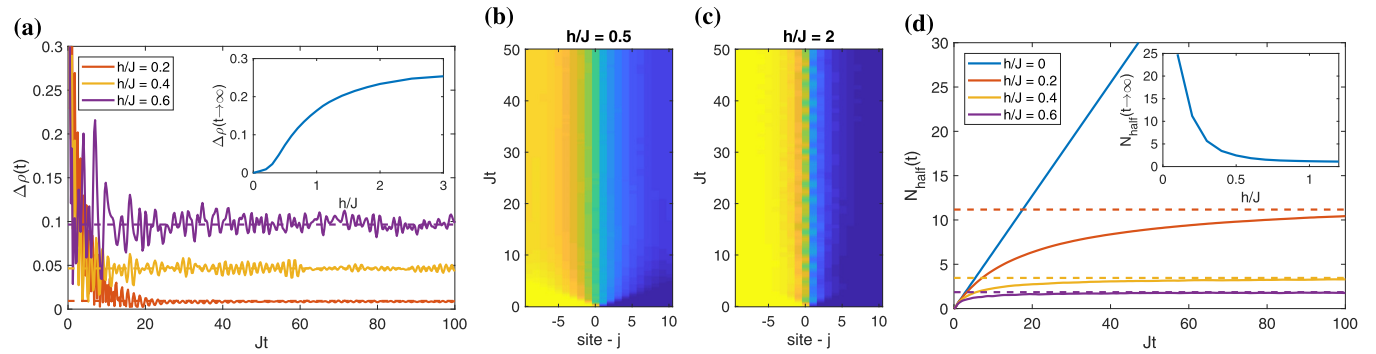 (a)
0.3
0.25
0.2
0.15
0.1
0.05
0
Δρ(t)
h/J = 0.2
h/J = 0.4
h/J = 0.6
0.3
0.2
0.1
0
Δρ(t→∞)
0 1 2 3
h/J
0 20 40 60 80 100
Jt
(b)
h/J = 0.5
50
40
30
20
10
0
Jt
-5 0 5 10
site - j
(c)
h/J = 2
50
40
30
20
10
0
Jt
-5 0 5 10
site - j
(d)
30
25
20
15
10
5
0
N_half(t)
h/J = 0
h/J = 0.2
h/J = 0.4
h/J = 0.6
25
20
15
10
5
0
N_half(t→∞)
0 0.5 1
h/J
0 20 40 60 80 100
Jt